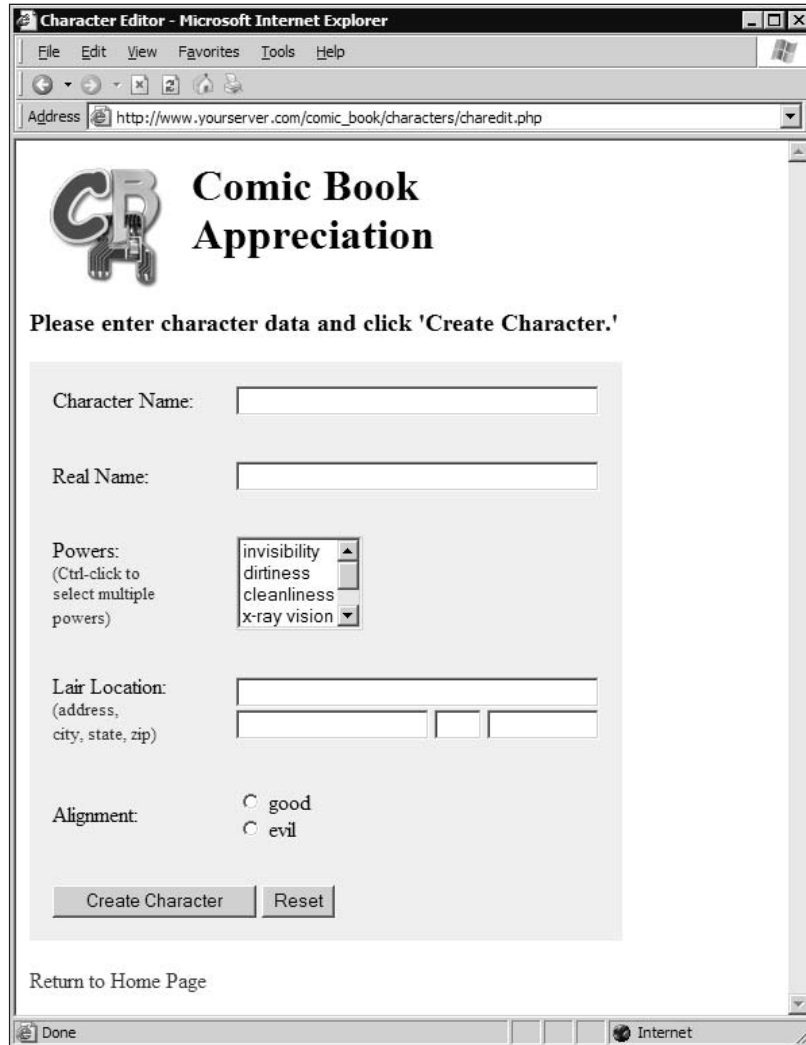 Character Editor - Microsoft Internet Explorer
File Edit View Favorites Tools Help
Address http://www.yourserver.com/comic_book/characters/charedit.php
CB
Comic Book
Appreciation
Please enter character data and click 'Create Character.'
Character Name:
Real Name:
Powers:
(Ctrl-click to
select multiple
powers)
invisibility
dirtiness
cleanliness
x-ray vision
Lair Location:
(address,
city, state, zip)
Alignment:
good
evil
Create Character Reset
Return to Home Page
Done Internet